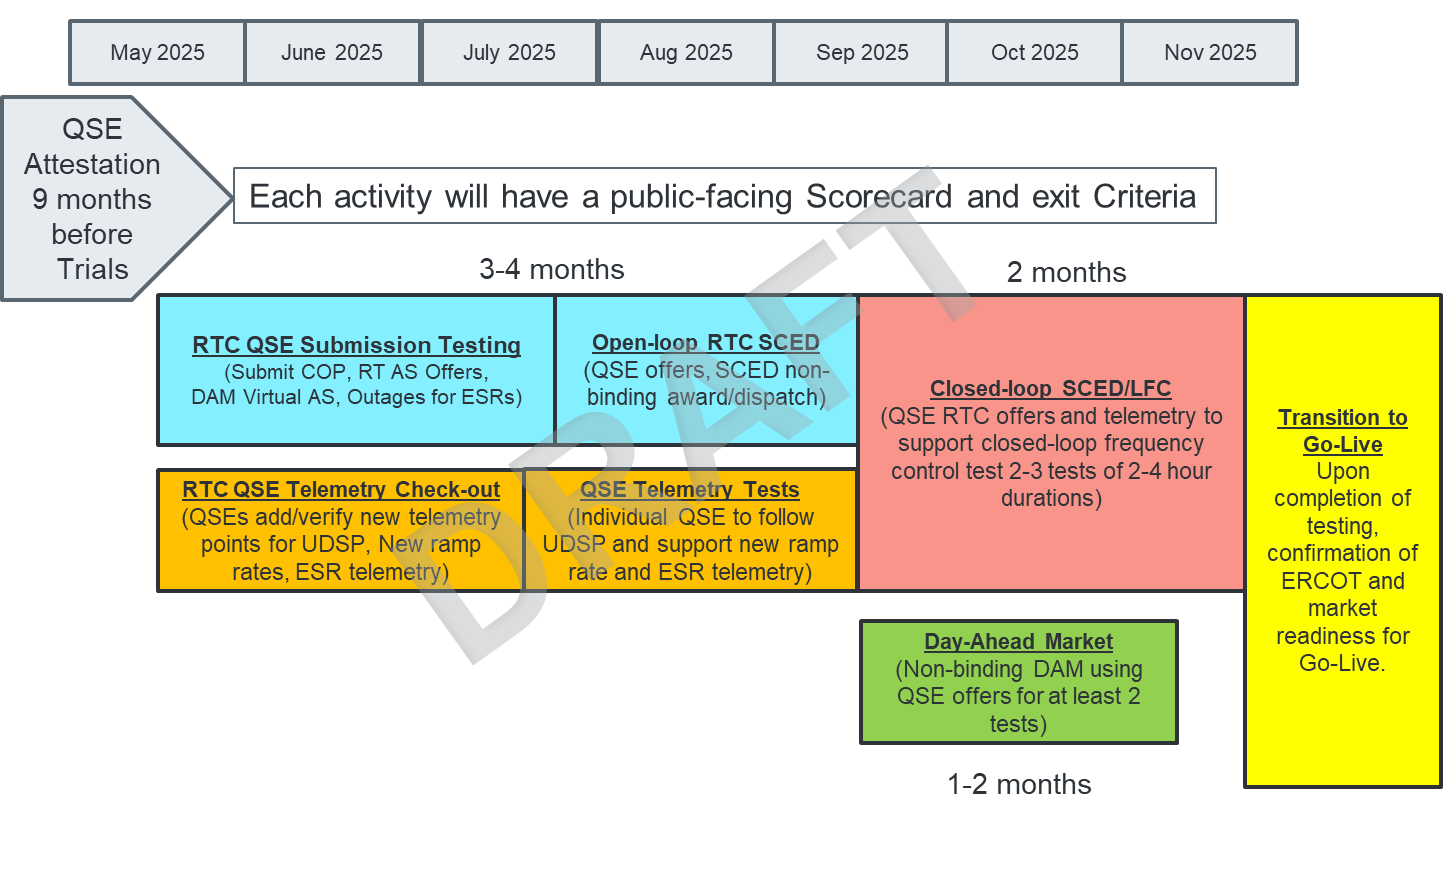 May 2025
June 2025
July 2025
Aug 2025
Sep 2025
Oct 2025
Nov 2025
QSE
Attestation
9 months
before
Trials
Each activity will have a public-facing Scorecard and exit Criteria
3-4 months
2 months
RTC QSE Submission Testing
(Submit COP, RT AS Offers,
DAM Virtual AS, Outages for ESRs)
Open-loop RTC SCED
(QSE offers, SCED non-
binding award/dispatch)
Closed-loop SCED/LFC
(QSE RTC offers and telemetry to
support closed-loop frequency
control test 2-3 tests of 2-4 hour
durations)
Transition to
Go-Live
Upon
completion of
testing,
confirmation of
ERCOT and
market
readiness for
Go-Live.
RTC QSE Telemetry Check-out
(QSEs add/verify new telemetry
points for UDSP, New ramp
rates, ESR telemetry)
QSE Telemetry Tests
(Individual QSE to follow
UDSP and support new ramp
rate and ESR telemetry)
Day-Ahead Market
(Non-binding DAM using
QSE offers for at least 2
tests)
1-2 months
DRAFT